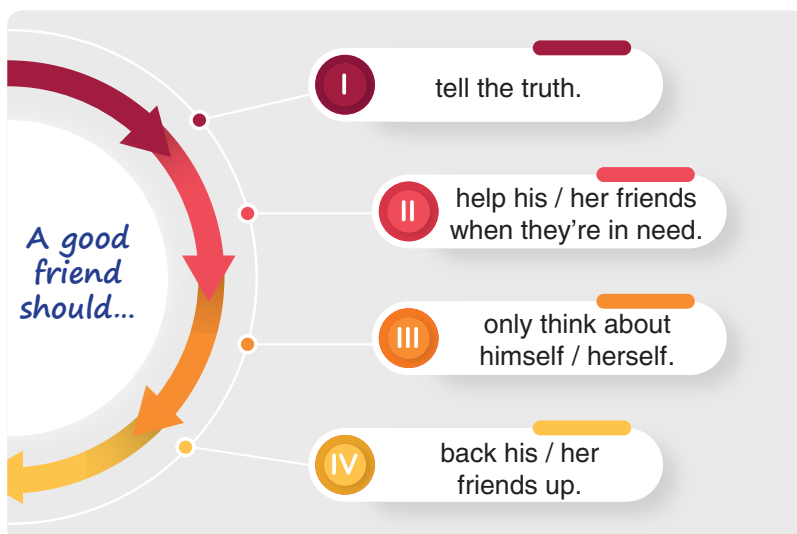 A good
friend
should...
I
tell the truth.
II
help his / her friends
when they're in need.
III
only think about
himself / herself.
IV
back his / her
friends up.